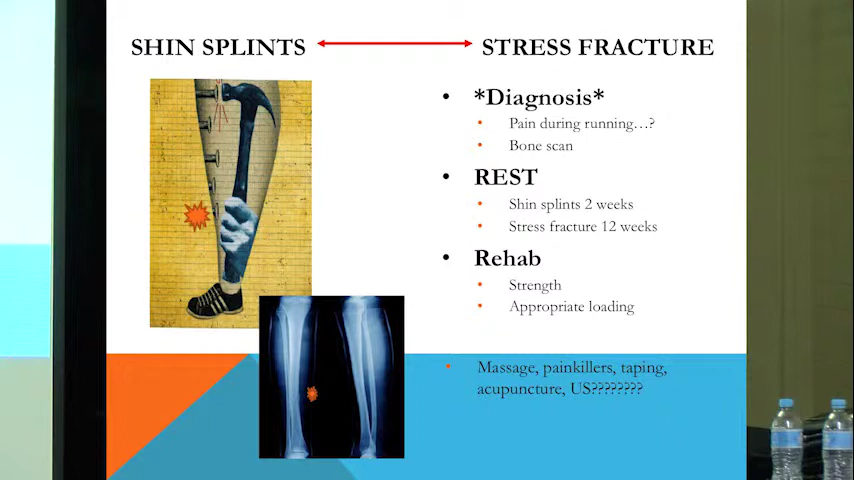 SHIN SPLINTS
STRESS FRACTURE
• *Diagnosis*
• Pain during running…?
• Bone scan
• REST
• Shin splints 2 weeks
• Stress fracture 12 weeks
• Rehab
• Strength
• Appropriate loading
• Massage, painkillers, taping,
acupuncture, US????????